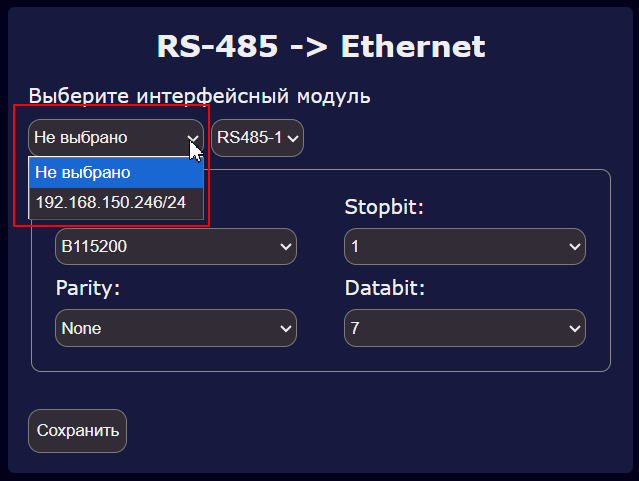 RS-485 -> Ethernet
Выберите интерфейсный модуль
Не выбрано RS485-1
Не выбрано
192.168.150.246/24
Stopbit:
B115200 1
Parity: Databit:
None 7
Сохранить